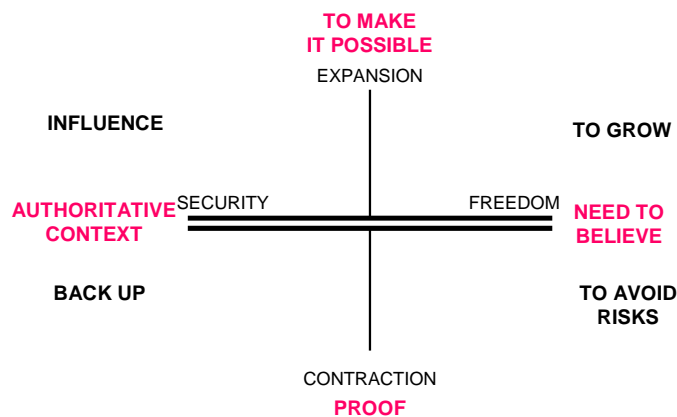 TO MAKE
IT POSSIBLE
EXPANSION
INFLUENCE
TO GROW
SECURITY
FREEDOM
AUTHORITATIVE
CONTEXT
NEED TO
BELIEVE
BACK UP
TO AVOID
RISKS
CONTRACTION
PROOF